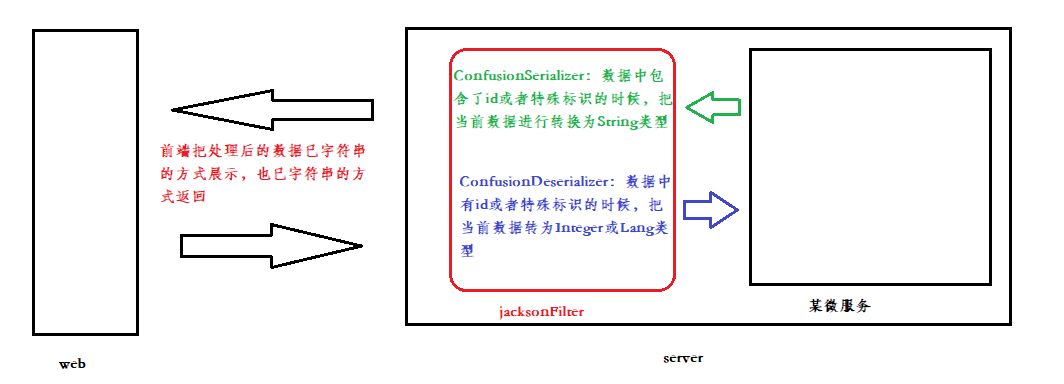 ConfusionSerializer：数据中包
含了id或者特殊标识的时候，把
当前数据进行转换为String类型
前端把处理后的数据已字符串
的方式展示，也已字符串的方
式返回
ConfusionDeserializer：数据中
有id或者特殊标识的时候，把
当前数据转为Integer或Lang类
型
jacksonFilter
某微服务
web
server